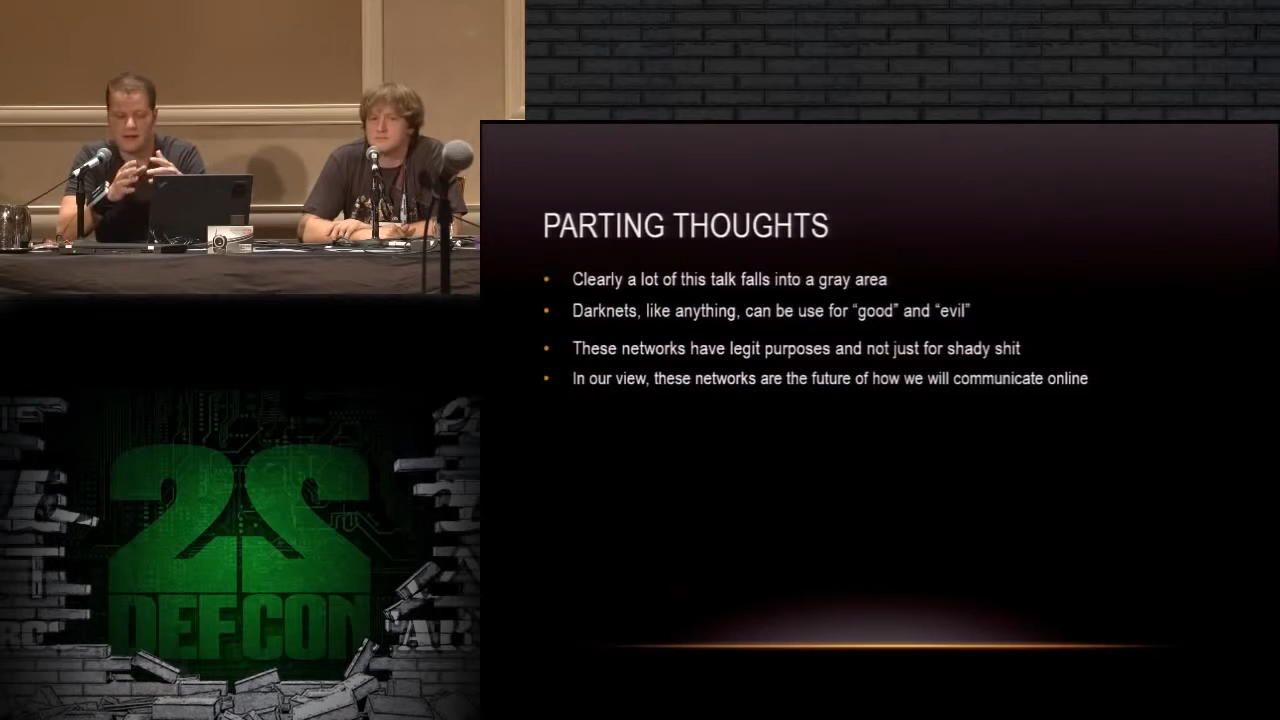 PARTING THOUGHTS
• Clearly a lot of this talk falls into a gray area
• Darknets, like anything, can be use for “good” and “evil”
• These networks have legit purposes and not just for shady shit
• In our view, these networks are the future of how we will communicate online
22
DEFCON